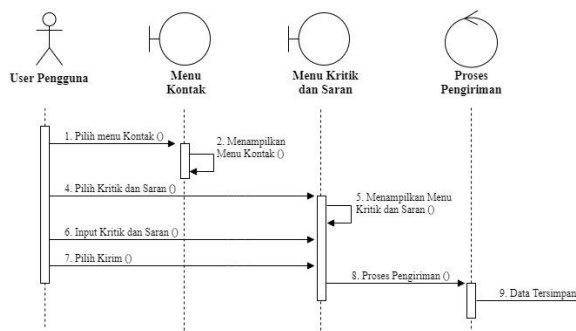 User Pengguna
Menu
Kontak
Menu Kritik
dan Saran
Proses
Pengiriman
1. Pilih menu Kontak ()
2. Menampilkan
Menu Kontak ()
4. Pilih Kritik dan Saran ()
5. Menampilkan Menu
Kritik dan Saran ()
6. Input Kritik dan Saran ()
7. Pilih Kirim ()
8. Proses Pengiriman ()
9. Data Tersimpan